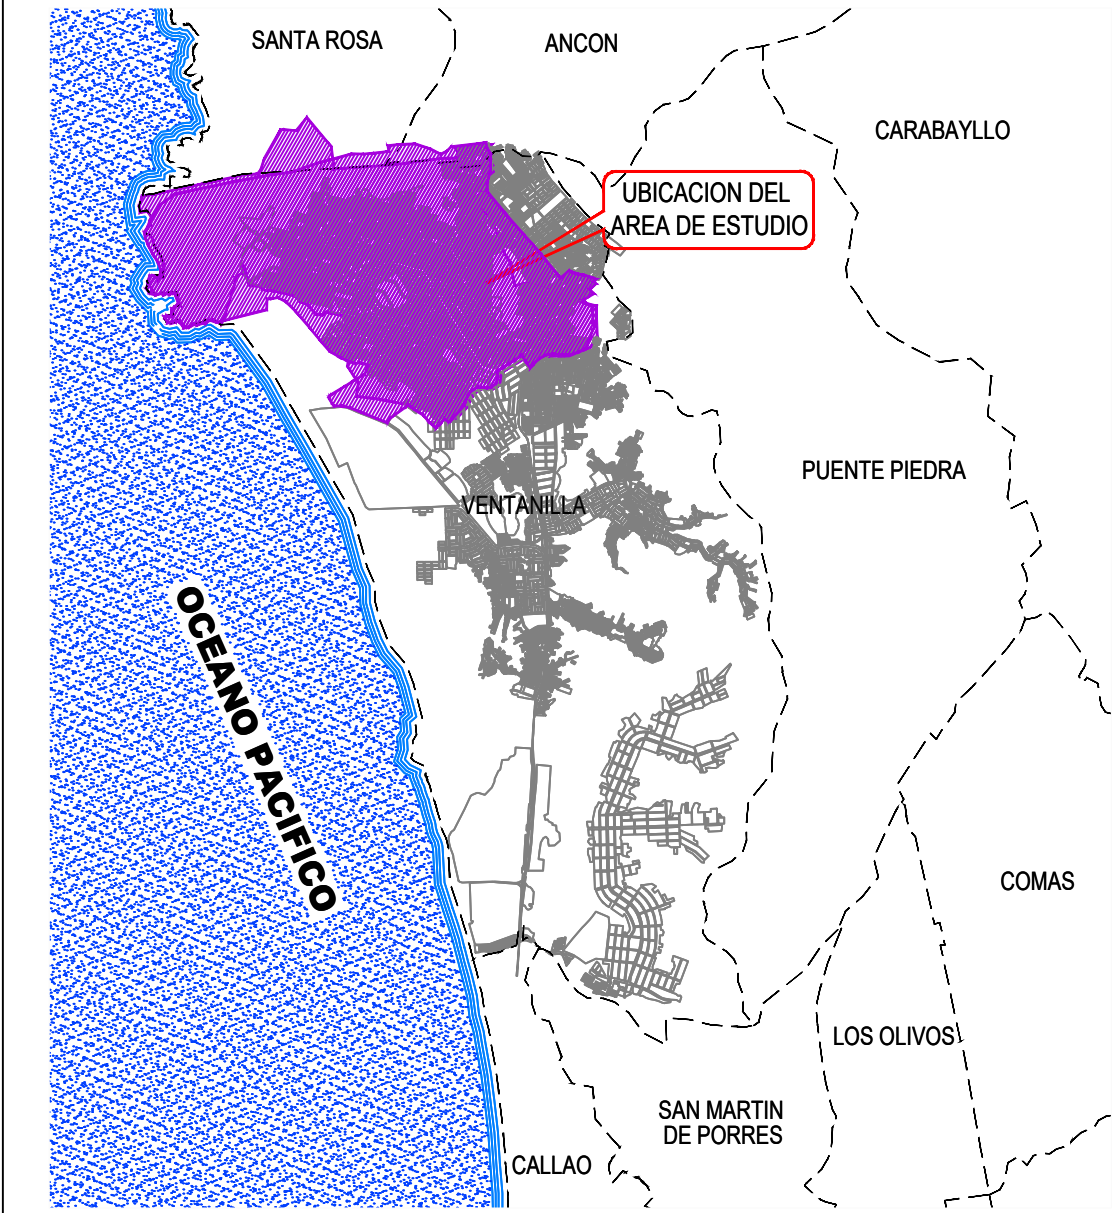 SANTA ROSA
ANCON
CARABAYLLO
UBICACION DEL
AREA DE ESTUDIO
PUENTE PIEDRA
VENTANILLA
OCEANO PACIFICO
COMAS
LOS OLIVOS
SAN MARTIN
DE PORRES
CALLAO